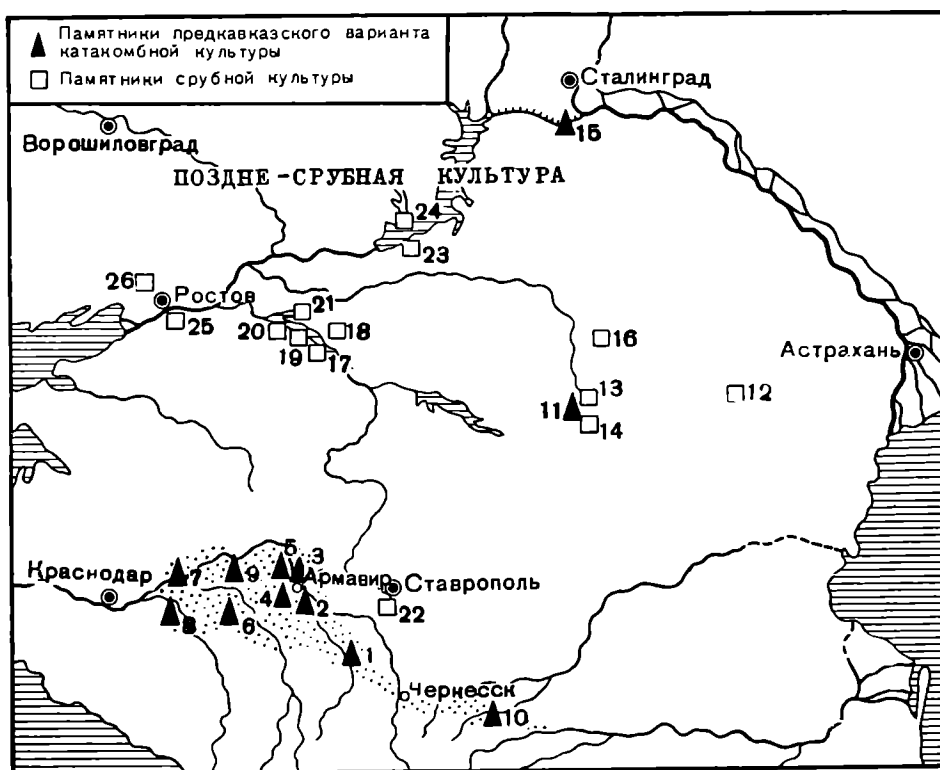 Памятники предкавказского варианта
катакомбной культуры
Памятники срубной культуры
Сталинград
15
Ворошиловград
ПОЗДНЕ-СРУБНАЯ КУЛЬТУРА
24
23
26
Ростов
21
25
20
18
16
19
17
Астрахань
13
12
11
14
5
3
Краснодар
7
9
Армавир
Ставрополь
4
2
22
8
6
1
Черкесск
10